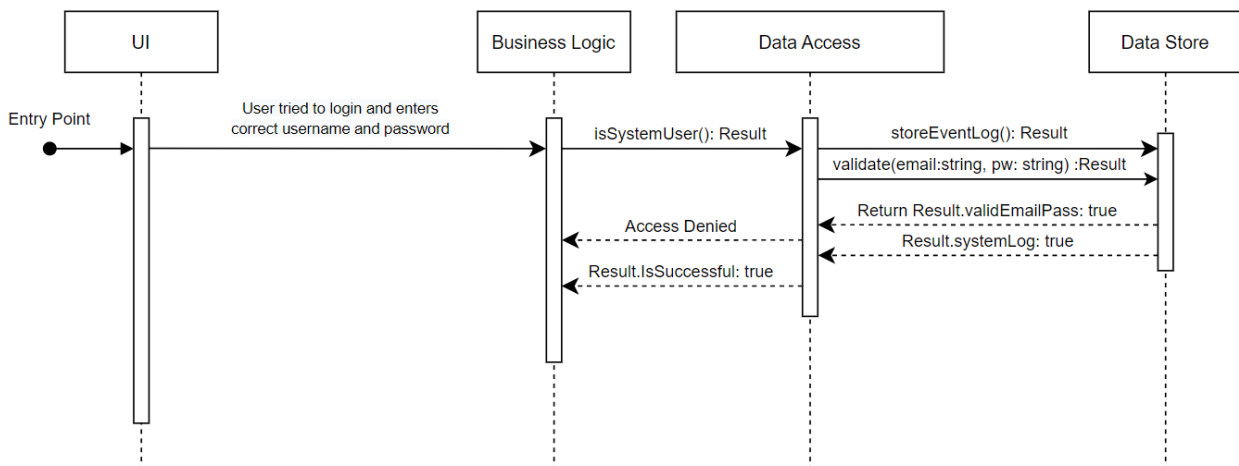 UI
Business Logic
Data Access
Data Store
Entry Point
User tried to login and enters
correct username and password
isSystemUser(): Result
storeEventLog(): Result
validate(email:string, pw: string) :Result
Return Result.validEmailPass: true
Access Denied
Result.systemLog: true
Result.IsSuccessful: true